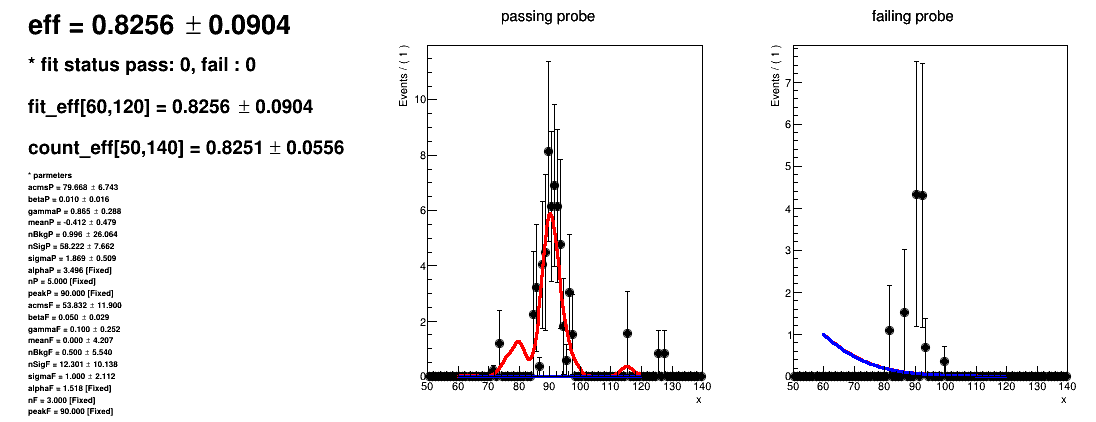 eff = 0.8256 ± 0.0904
* fit status pass: 0, fail : 0
fit_eff[60,120] = 0.8256 ± 0.0904
count_eff[50,140] = 0.8251 ± 0.0556
* parmeters
acmsP = 79.668 ± 6.743
betaP = 0.010 ± 0.016
gammaP = 0.865 ± 0.288
meanP = -0.412 ± 0.479
nBkgP = 0.996 ± 26.064
nSigP = 58.222 ± 7.662
sigmaP = 1.869 ± 0.509
alphaP = 3.496 [Fixed]
nP = 5.000 [Fixed]
peakP = 90.000 [Fixed]
acmsF = 53.832 ± 11.900
betaF = 0.050 ± 0.029
gammaF = 0.100 ± 0.252
meanF = 0.000 ± 4.207
nBkgF = 0.500 ± 5.540
nSigF = 12.301 ± 10.138
sigmaF = 1.000 ± 2.112
alphaF = 1.518 [Fixed]
nF = 3.000 [Fixed]
peakF = 90.000 [Fixed]
passing probe
Events / ( 1 )
10
8
6
4
2
0
50 60 70 80 90 100 110 120 130 140
x
failing probe
Events / ( 1 )
7
6
5
4
3
2
1
0
50 60 70 80 90 100 110 120 130 140
x